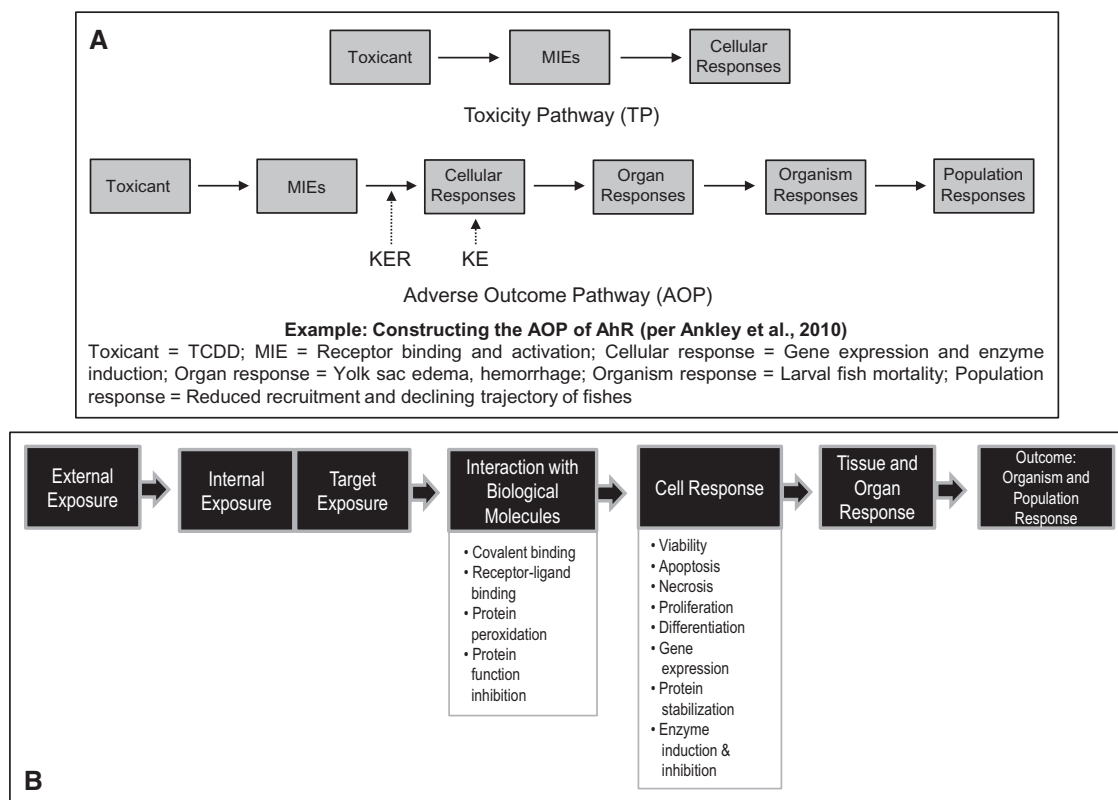 A
Toxicant
MIEs
Cellular
Responses
Toxicity Pathway (TP)
Toxicant
MIEs
Cellular
Responses
Organ
Responses
Organism
Responses
Population
Responses
KER
KE
Adverse Outcome Pathway (AOP)
Example: Constructing the AOP of AhR (per Ankley et al., 2010)
Toxicant = TCDD; MIE = Receptor binding and activation; Cellular response = Gene expression and enzyme
induction; Organ response = Yolk sac edema, hemorrhage; Organism response = Larval fish mortality; Population
response = Reduced recruitment and declining trajectory of fishes
External
Exposure
Internal
Exposure
Target
Exposure
Interaction with
Biological
Molecules
• Covalent binding
• Receptor-ligand
binding
• Protein
peroxidation
• Protein
function
inhibition
Cell Response
• Viability
• Apoptosis
• Necrosis
• Proliferation
• Differentiation
• Gene
expression
• Protein
stabilization
• Enzyme
induction &
inhibition
Tissue and
Organ
Response
Outcome:
Organism and
Population
Response
B